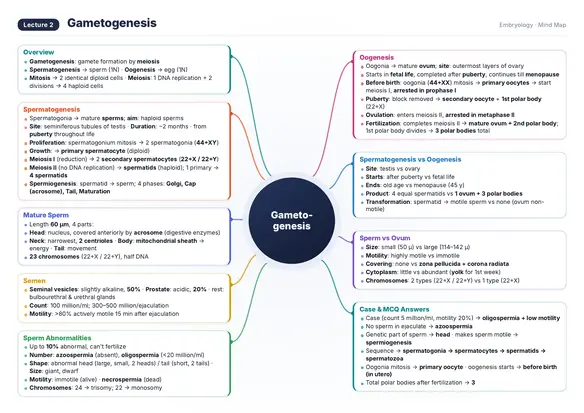 Lecture 2 Gametogenesis
Embryology · Mind Map
Overview
Gametogenesis: gamete formation by meiosis
Spermatogenesis → sperm (1N) · Oogenesis → egg (1N)
Mitosis → 2 identical diploid cells · Meiosis: 1 DNA replication + 2
divisions → 4 haploid cells
Spermatogenesis
Spermatogonia → mature sperms; aim: haploid sperms
Site: seminiferous tubules of testis · Duration: ~2 months · from
puberty throughout life
Proliferation: spermatogonium mitosis → 2 spermatogonia (44+XY)
Growth: → primary spermatocyte (diploid)
Meiosis I (reduction) → 2 secondary spermatocytes (22+X / 22+Y)
Meiosis II (no DNA replication) → spermatids (haploid); 1 primary →
4 spermatids
Spermiogenesis: spermatid → sperm; 4 phases: Golgi, Cap
(acrosome), Tail, Maturation
Mature Sperm
Length 60 μm, 4 parts:
Head: nucleus, covered anteriorly by acrosome (digestive enzymes)
Neck: narrowest, 2 centrioles · Body: mitochondrial sheath →
energy · Tail: movement
23 chromosomes (22+X / 22+Y), half DNA
Semen
Seminal vesicles: slightly alkaline, 50% · Prostate: acidic, 20% · rest:
bulbourethral & urethral glands
Count: 100 million/ml; 300–500 million/ejaculation
Motility: >80% actively motile 15 min after ejaculation
Sperm Abnormalities
Up to 10% abnormal, can't fertilize
Number: azoospermia (absent), oligospermia (<20 million/ml)
Shape: abnormal head (large, small, 2 heads) / tail (short, 2 tails) ·
Size: giant, dwarf
Motility: immotile (alive) · necrospermia (dead)
Chromosomes: 24 → trisomy; 22 → monosomy
Gameto-
genesis
Oogenesis
Oogonia → mature ovum; site: outermost layers of ovary
Starts in fetal life, completed after puberty, continues till menopause
Before birth: oogonia (44+XX) mitosis → primary oocytes → start
meiosis I, arrested in prophase I
Puberty: block removed → secondary oocyte + 1st polar body
(22+X)
Ovulation: enters meiosis II, arrested in metaphase II
Fertilization: completes meiosis II → mature ovum + 2nd polar body;
1st polar body divides → 3 polar bodies total
Spermatogenesis vs Oogenesis
Site: testis vs ovary
Starts: after puberty vs fetal life
Ends: old age vs menopause (45 y)
Product: 4 equal spermatids vs 1 ovum + 3 polar bodies
Transformation: spermatid → motile sperm vs none (ovum non-
motile)
Sperm vs Ovum
Size: small (50 μ) vs large (114–142 μ)
Motility: highly motile vs immotile
Covering: none vs zona pellucida + corona radiata
Cytoplasm: little vs abundant (yolk for 1st week)
Chromosomes: 2 types (22+X / 22+Y) vs 1 type (22+X)
Case & MCQ Answers
Case (count 5 million/ml, motility 20%) → oligospermia + low motility
No sperm in ejaculate → azoospermia
Genetic part of sperm → head · makes sperm motile →
spermiogenesis
Sequence → spermatogonia → spermatocytes → spermatids →
spermatozoa
Oogonia mitosis → primary oocyte · oogenesis starts → before birth
(in utero)
Total polar bodies after fertilization → 3